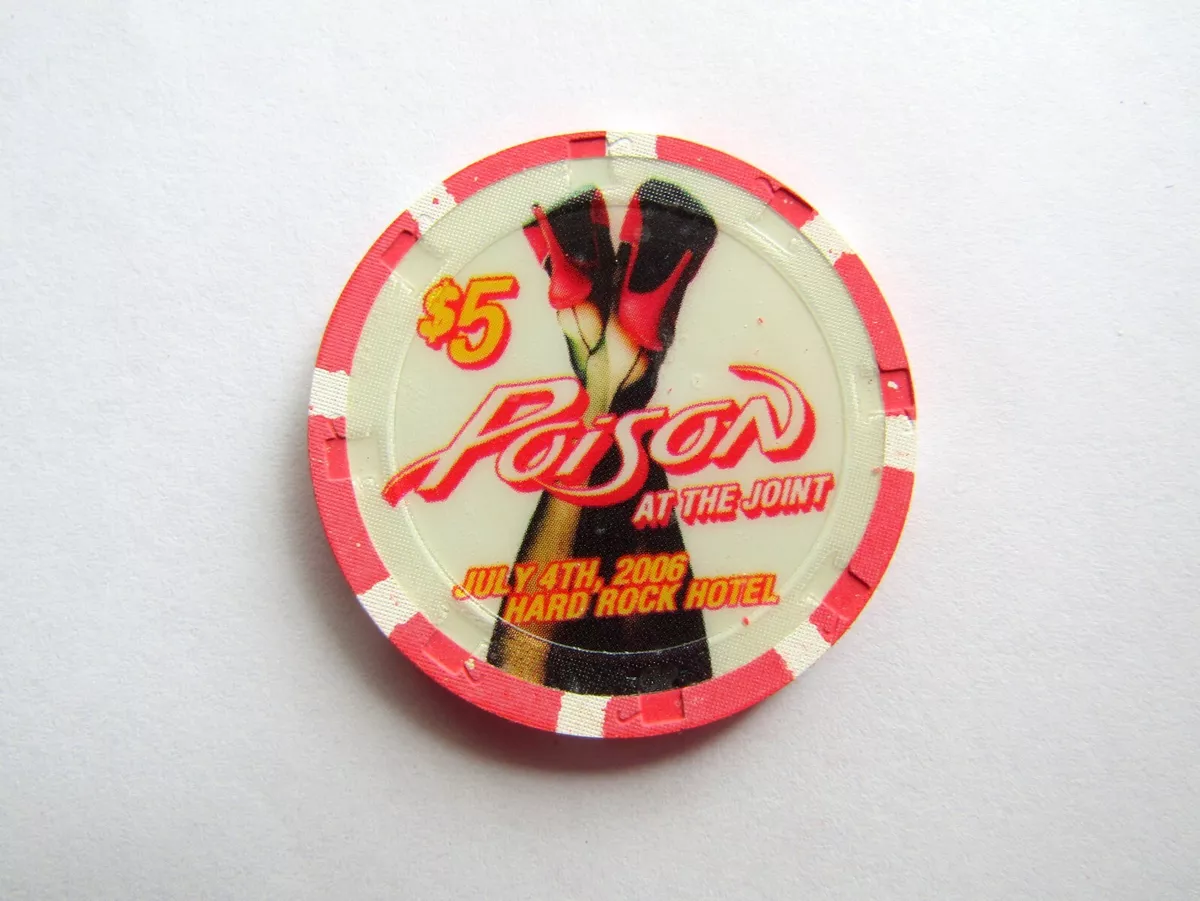 $5
Poison
AT THE JOINT
JULY 4TH, 2006
HARD ROCK HOTEL